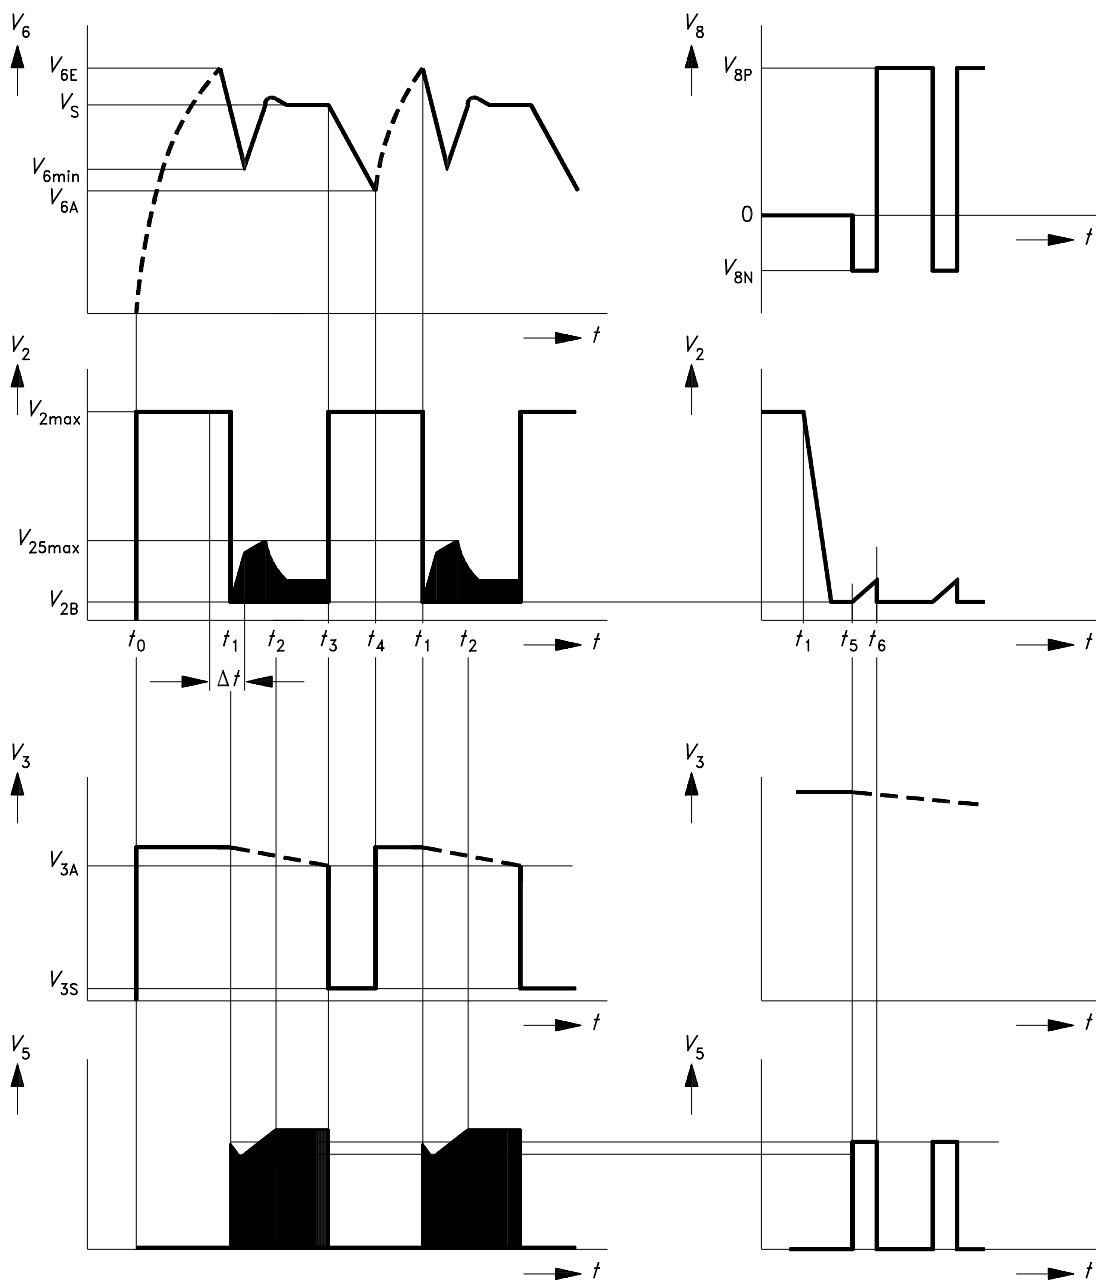 V6
V6E
VS
V6min
V6A
t
V8
V8P
0
V8N
t
V2
V2max
V25max
V2B
t0 t1 t2 t3 t4 t1 t2 t
Δt
V2
t1 t5 t6 t
V3
V3A
V3S
t
V3
t
V5
t
V5
t